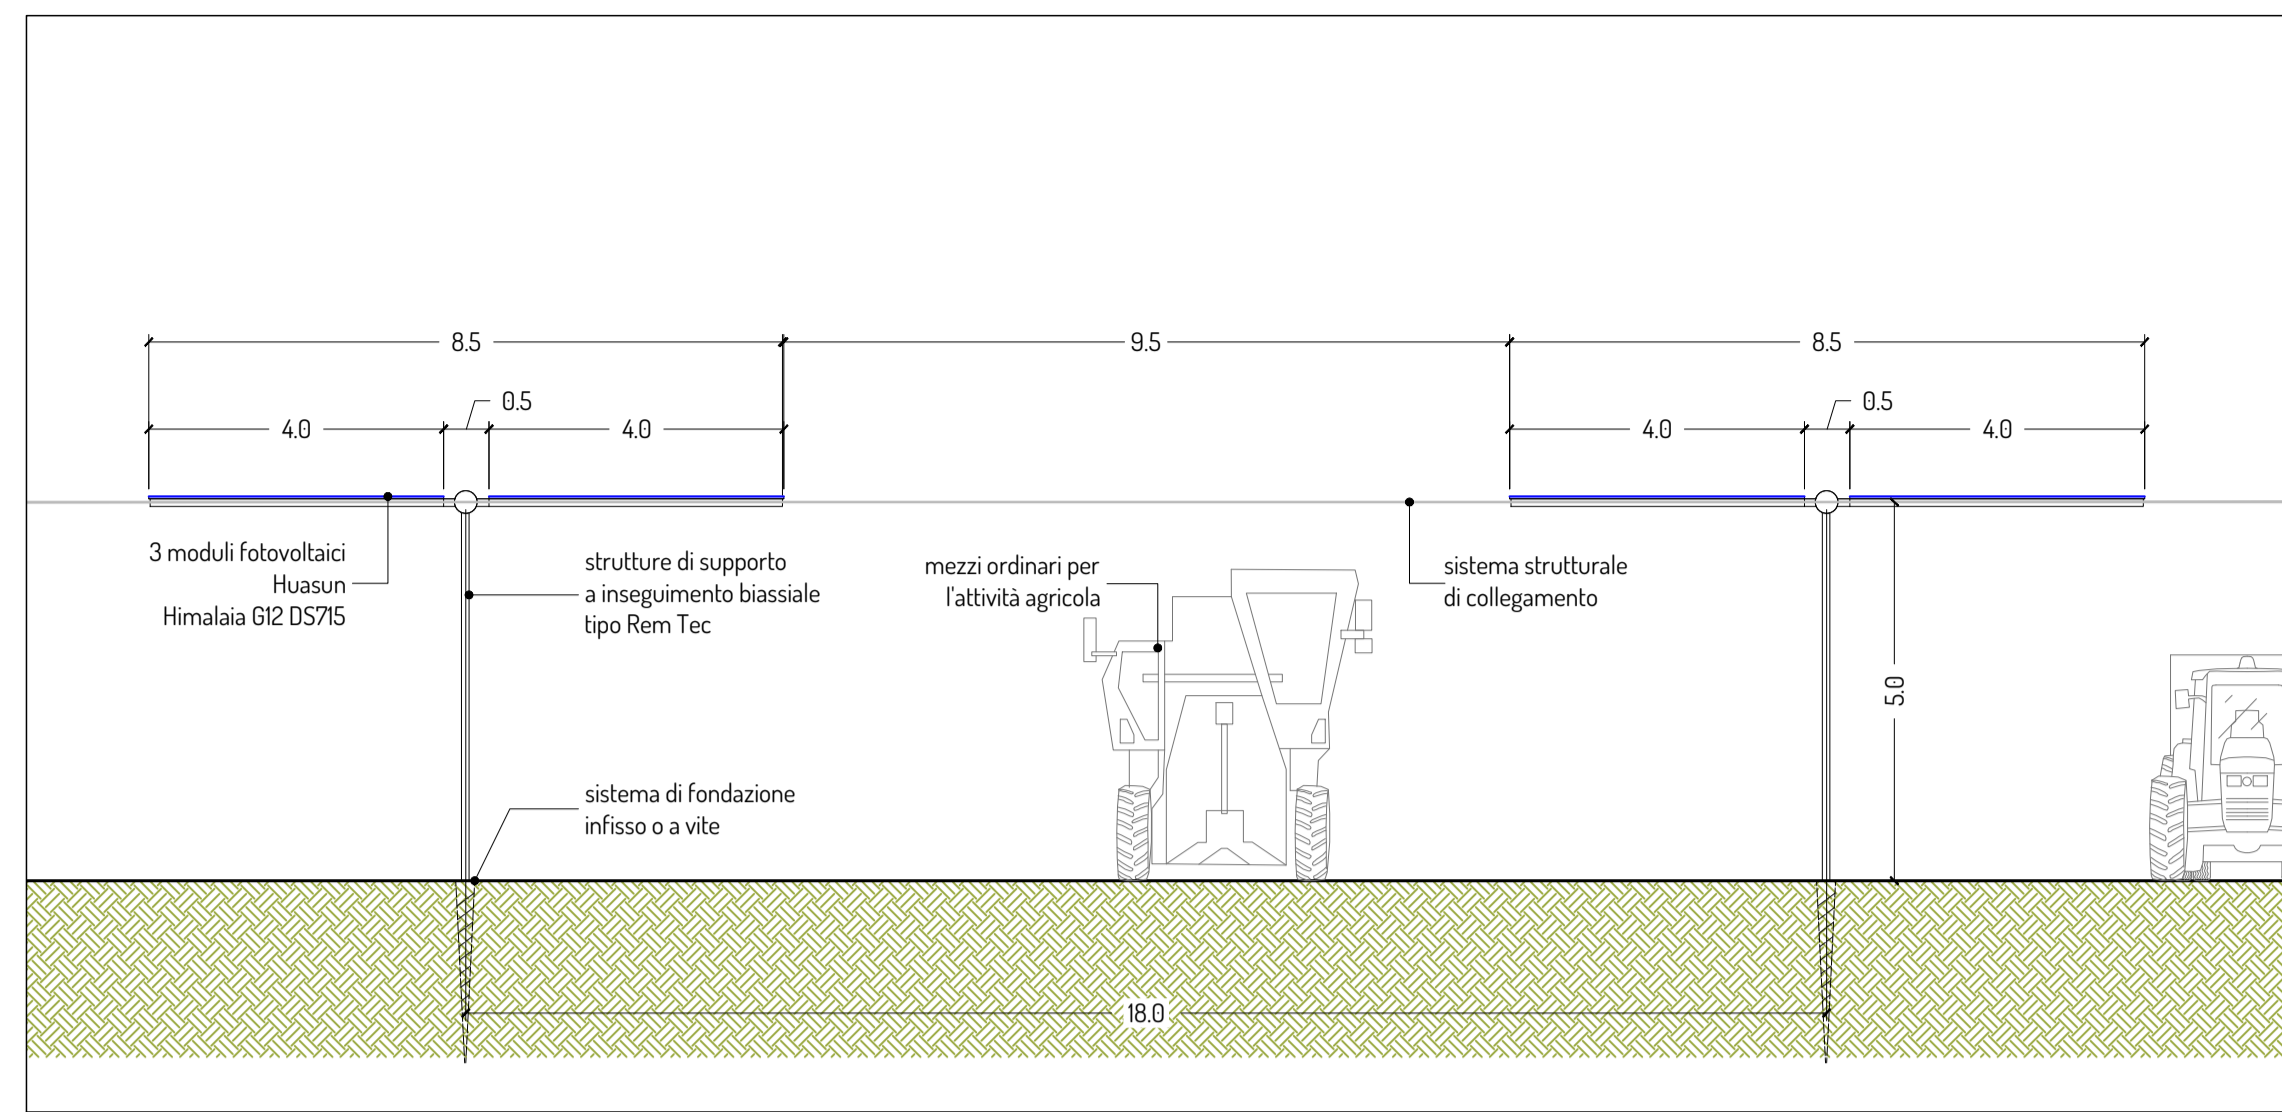 8.5
9.5
8.5
0.5
0.5
4.0
4.0
4.0
4.0
3 moduli fotovoltaici
Huasun
Himalaia G12 DS715
strutture di supporto
a inseguimento biassiale
tipo Rem Tec
mezzi ordinari per
l'attività agricola
sistema strutturale
di collegamento
5.0
sistema di fondazione
infisso o a vite
18.0